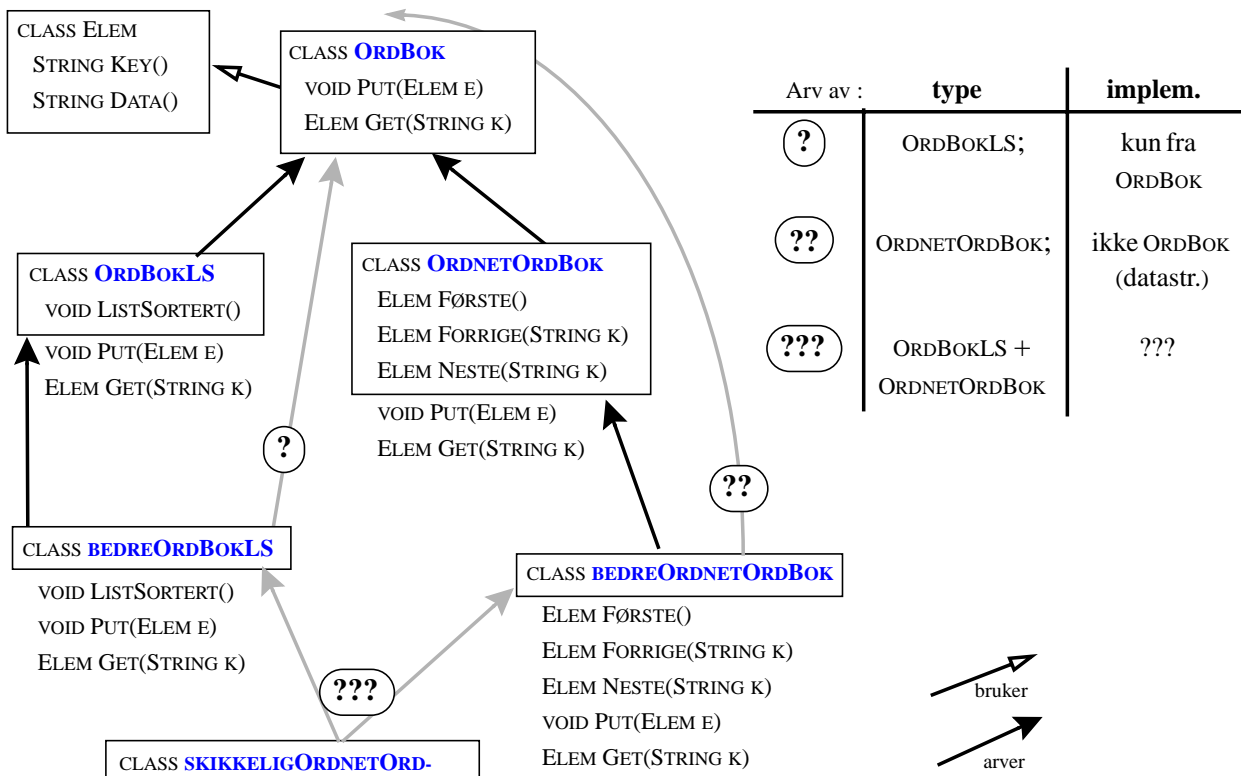 CLASS ELEM
STRING KEY()
STRING DATA()
CLASS ORDBOK
VOID PUT(ELEM E)
ELEM GET(STRING K)
Arv av : type implem.
? ORDBOKLS; kun fra
ORDBOK
?? ORDNETORDBOK; ikke ORDBOK
(datastr.)
??? ORDBOKLS + ???
ORDNETORDBOK
CLASS ORDBOKLS
VOID LISTSORTERT()
VOID PUT(ELEM E)
ELEM GET(STRING K)
CLASS ORDNETORDBOK
ELEM FØRSTE()
ELEM FORRIGE(STRING K)
ELEM NESTE(STRING K)
VOID PUT(ELEM E)
ELEM GET(STRING K)
?
??
CLASS BEDREORDBOKLS
VOID LISTSORTERT()
VOID PUT(ELEM E)
ELEM GET(STRING K)
CLASS BEDREORDNETORDBOK
ELEM FØRSTE()
ELEM FORRIGE(STRING K)
ELEM NESTE(STRING K)
VOID PUT(ELEM E)
ELEM GET(STRING K)
???
CLASS SKIKKELIGORDNETORD-
bruker
arver